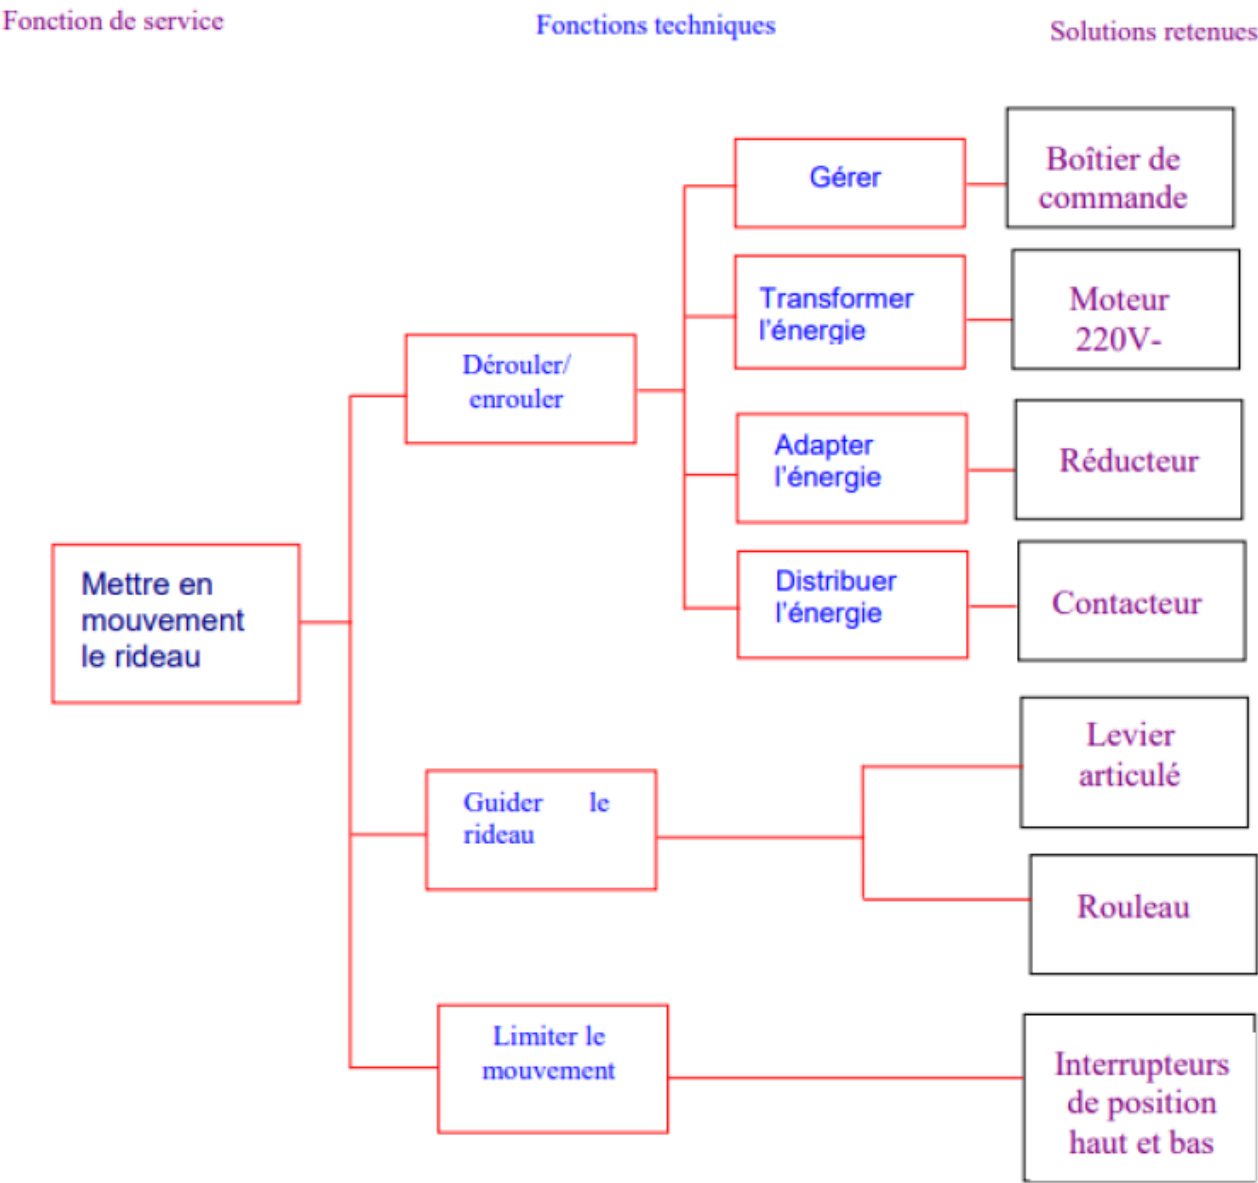 Fonction de service
Fonctions techniques
Solutions retenues
Gérer
Boîtier de
commande
Transformer
l'énergie
Moteur
220V-
Dérouler/
enrouler
Adapter
l'énergie
Réducteur
Distribuer
l'énergie
Contacteur
Mettre en
mouvement
le rideau
Guider le
rideau
Levier
articulé
Rouleau
Limiter le
mouvement
Interrupteurs
de position
haut et bas